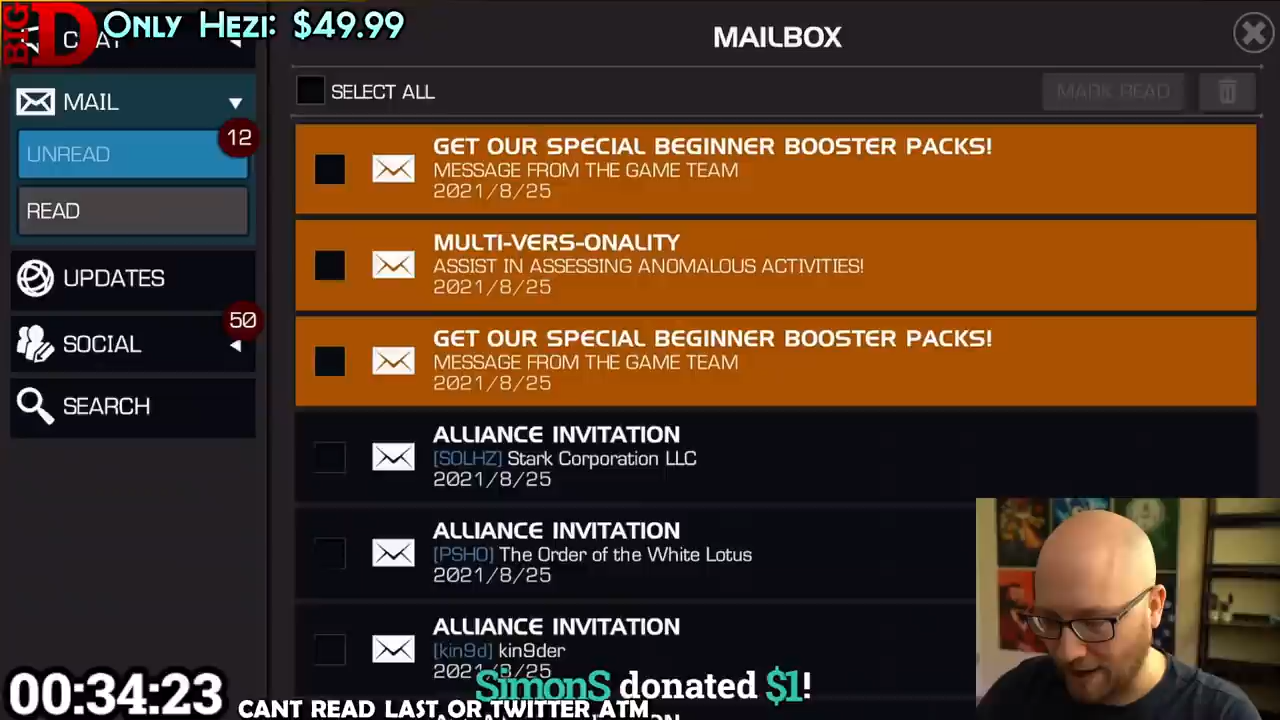 BIG D
Only Hezi: $49.99
MAILBOX
MAIL
SELECT ALL
MARK READ
12
UNREAD
READ
UPDATES
50
SOCIAL
SEARCH
GET OUR SPECIAL BEGINNER BOOSTER PACKS!
MESSAGE FROM THE GAME TEAM
2021/8/25
MULTI-VERS-ONALITY
ASSIST IN ASSESSING ANOMALOUS ACTIVITIES!
2021/8/25
GET OUR SPECIAL BEGINNER BOOSTER PACKS!
MESSAGE FROM THE GAME TEAM
2021/8/25
ALLIANCE INVITATION
[SOLHZ] Stark Corporation LLC
2021/8/25
ALLIANCE INVITATION
[PSHO] The Order of the White Lotus
2021/8/25
ALLIANCE INVITATION
[kin9d] kin9der
2021/8/25
SimonS donated $1!
00:34:23
CANT READ LAST OR TWITTER ATM